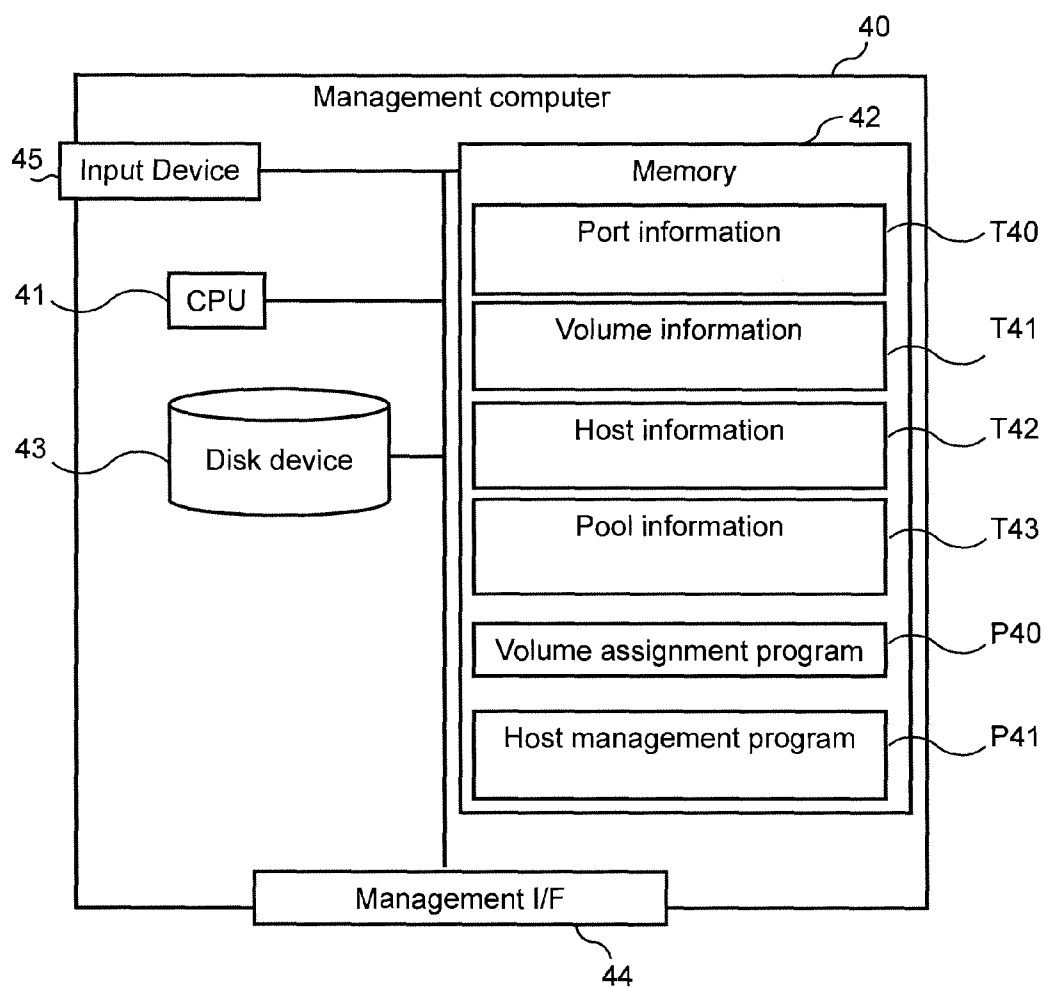 40
Management computer
42
45
Input Device
Memory
Port information
T40
41
CPU
Volume information
T41
43
Disk device
Host information
T42
Pool information
T43
Volume assignment program
P40
Host management program
P41
Management I/F
44